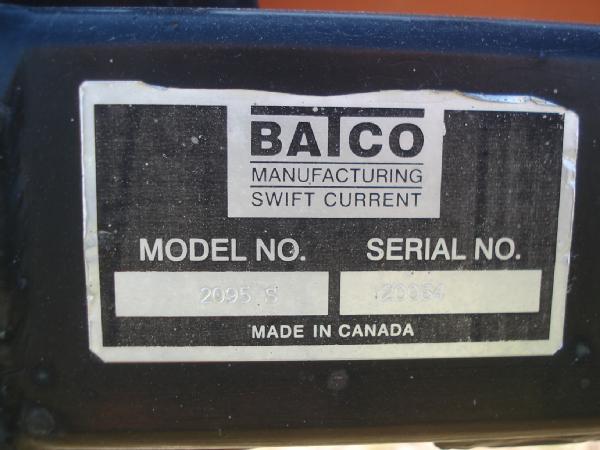 BATCO
MANUFACTURING
SWIFT CURRENT
MODEL NO. SERIAL NO.
2095 S
MADE IN CANADA